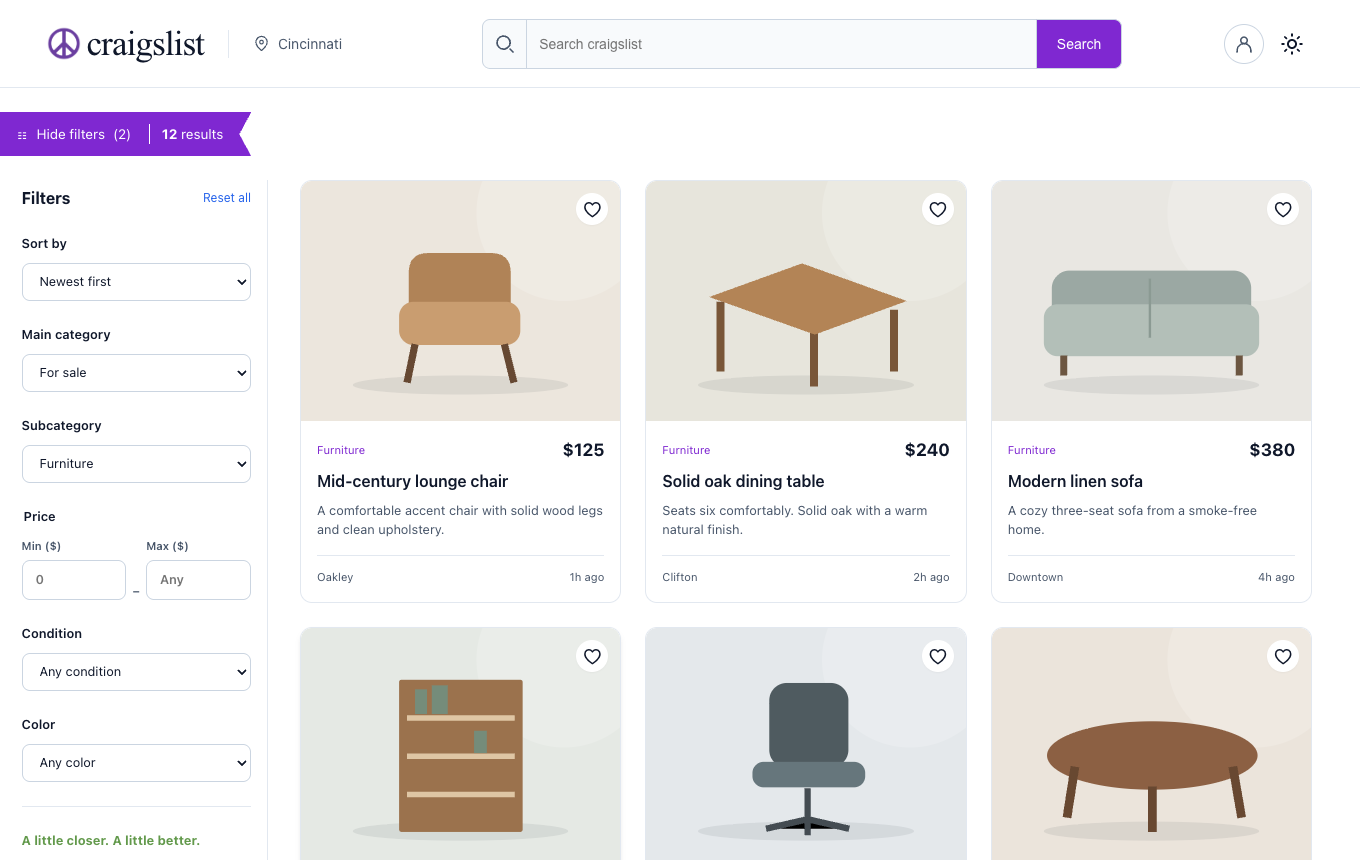 craigslist
Cincinnati
Search craigslist
Search
Hide filters (2)
12 results
Filters
Reset all
Sort by
Newest first
Main category
For sale
Subcategory
Furniture
Price
Min ($)
Max ($)
0
–
Any
Condition
Any condition
Color
Any color
A little closer. A little better.
Furniture
$125
Mid-century lounge chair
A comfortable accent chair with solid wood legs
and clean upholstery.
Oakley
1h ago
Furniture
$240
Solid oak dining table
Seats six comfortably. Solid oak with a warm
natural finish.
Clifton
2h ago
Furniture
$380
Modern linen sofa
A cozy three-seat sofa from a smoke-free
home.
Downtown
4h ago